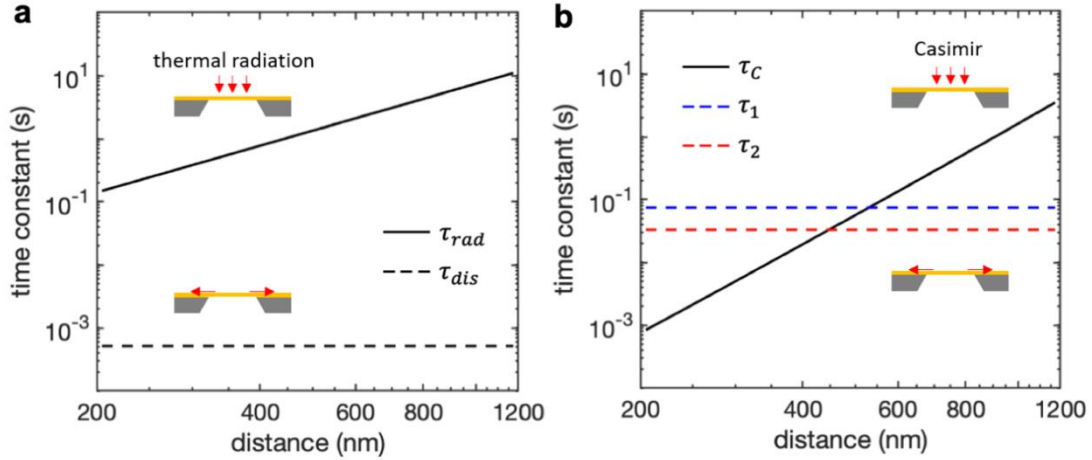 a
thermal radiation
time constant (s)
10^1
10^-1
10^-3
τ_rad
τ_dis
200
400
600
800
1200
distance (nm)
b
Casimir
τ_C
τ_1
τ_2
time constant (s)
10^1
10^-1
10^-3
200
400
600
800
1200
distance (nm)